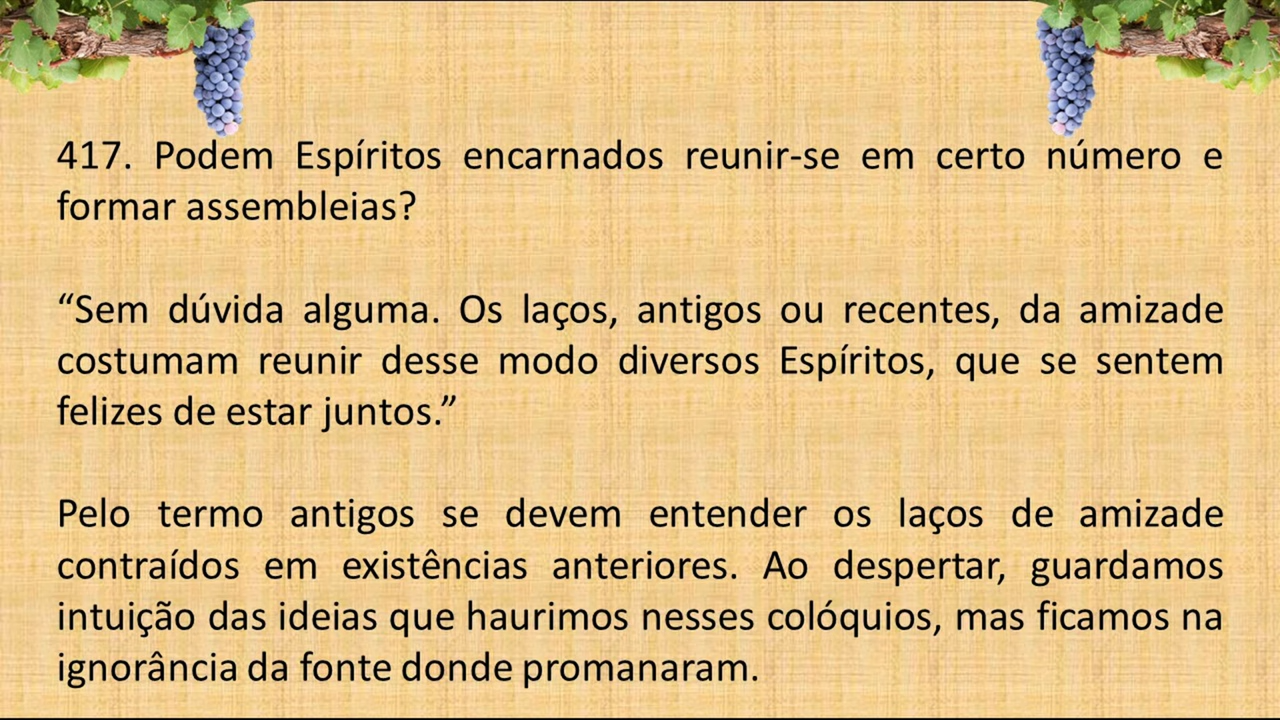 417. Podem Espíritos encarnados reunir-se em certo número e
formar assembleias?
“Sem dúvida alguma. Os laços, antigos ou recentes, da amizade
costumam reunir desse modo diversos Espíritos, que se sentem
felizes de estar juntos.”
Pelo termo antigos se devem entender os laços de amizade
contraídos em existências anteriores. Ao despertar, guardamos
intuição das ideias que haurimos nesses colóquios, mas ficamos na
ignorância da fonte donde promanaram.